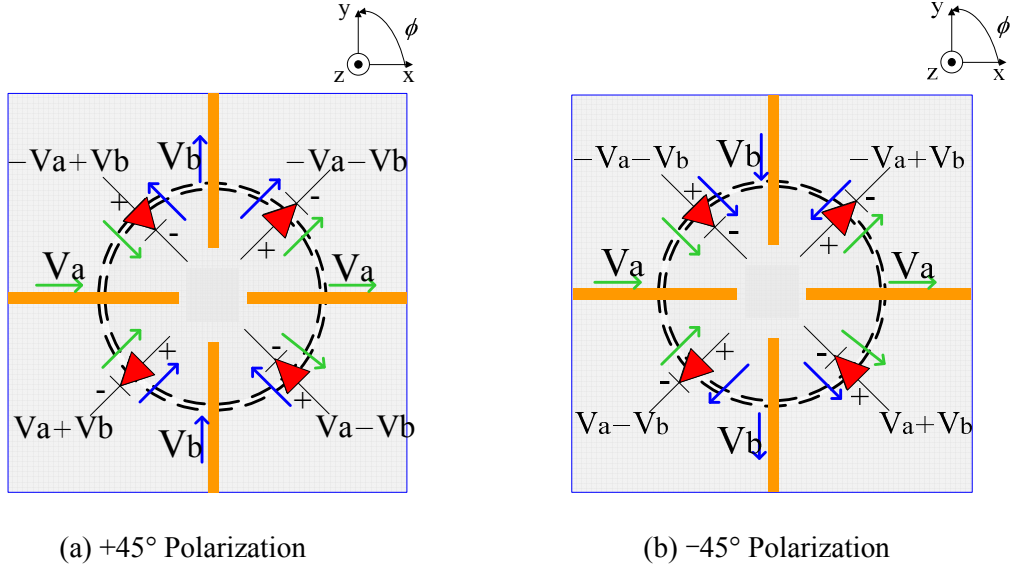 y
ϕ
z
x
y
ϕ
z
x
−Va+Vb
Vb
−Va−Vb
+
-
-
+
Va
Va
+
-
-
+
Va+Vb
Vb
Va−Vb
−Va−Vb
Vb
−Va+Vb
+
-
-
+
Va
Va
+
-
-
+
Va−Vb
Vb
Va+Vb
(a) +45° Polarization
(b) −45° Polarization